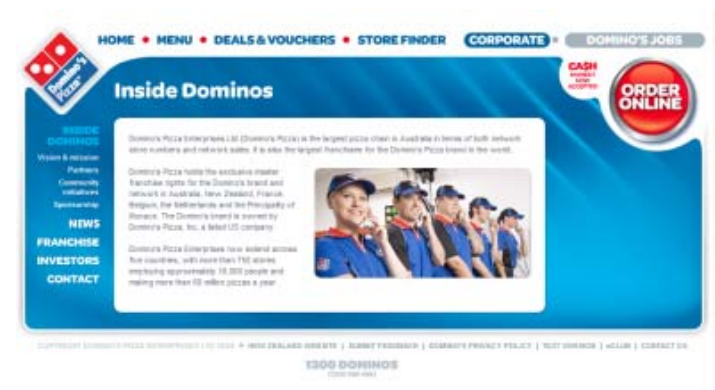 HOME • MENU • DEALS & VOUCHERS • STORE FINDER CORPORATE DOMINO'S JOBS
Domino's
Pizza
CASH
ACCEPTED
ORDER
ONLINE
Inside Dominos
INSIDE
DOMINOS
Vision & mission
Partners
Community
initiatives
Sponsorship
NEWS
FRANCHISE
INVESTORS
CONTACT
Domino's Pizza Enterprises Ltd (Domino's Pizza) is the largest pizza chain in Australia in terms of both network
store numbers and network sales. It is also the largest franchisee for the Domino's Pizza brand in the world.
Domino's Pizza holds the exclusive master
franchise rights for the Domino's brand and
network in Australia, New Zealand, France,
Belgium, the Netherlands and the Principality of
Monaco. The Domino's brand is owned by
Domino's Pizza, Inc, a listed US company.
Domino's Pizza Enterprises now extend across
five countries, with more than 750 stores
employing approximately 16,000 people and
making more than 60 million pizzas a year.
COPYRIGHT DOMINO'S PIZZA ENTERPRISES LTD • NEW ZEALAND WEBSITE | SUBMIT FEEDBACK | DOMINO'S PRIVACY POLICY | TEXT VERSION | eCLUB | CONTACT US
1300 DOMINOS